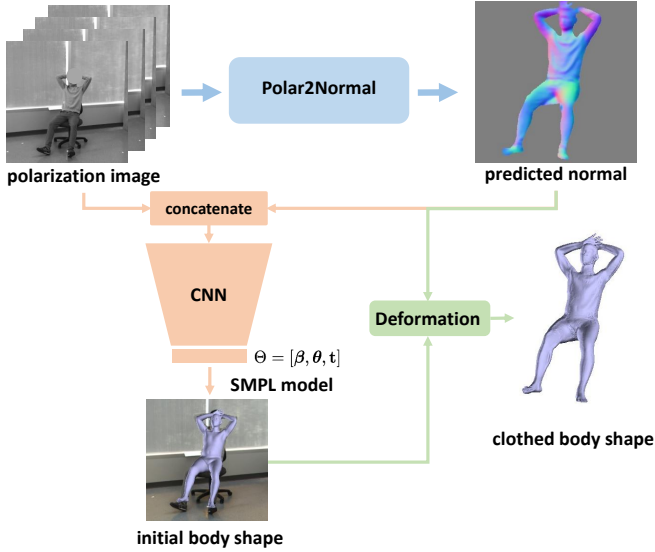 Polar2Normal
polarization image
predicted normal
concatenate
CNN
Deformation
Θ = [β, θ, t]
SMPL model
clothed body shape
initial body shape